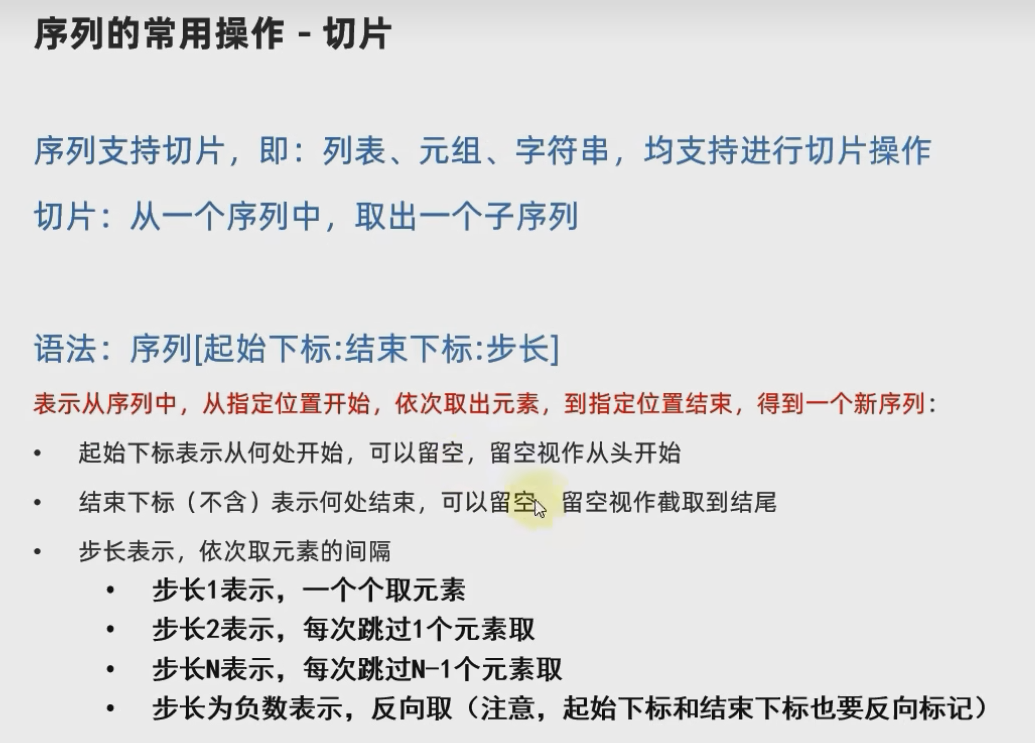 序列的常用操作 - 切片
序列支持切片，即：列表、元组、字符串，均支持进行切片操作
切片：从一个序列中，取出一个子序列
语法：序列[起始下标:结束下标:步长]
表示从序列中，从指定位置开始，依次取出元素，到指定位置结束，得到一个新序列：
• 起始下标表示从何处开始，可以留空，留空视作从头开始
• 结束下标（不含）表示何处结束，可以留空，留空视作截取到结尾
• 步长表示，依次取元素的间隔
• 步长1表示，一个个取元素
• 步长2表示，每次跳过1个元素取
• 步长N表示，每次跳过N-1个元素取
• 步长为负数表示，反向取（注意，起始下标和结束下标也要反向标记）